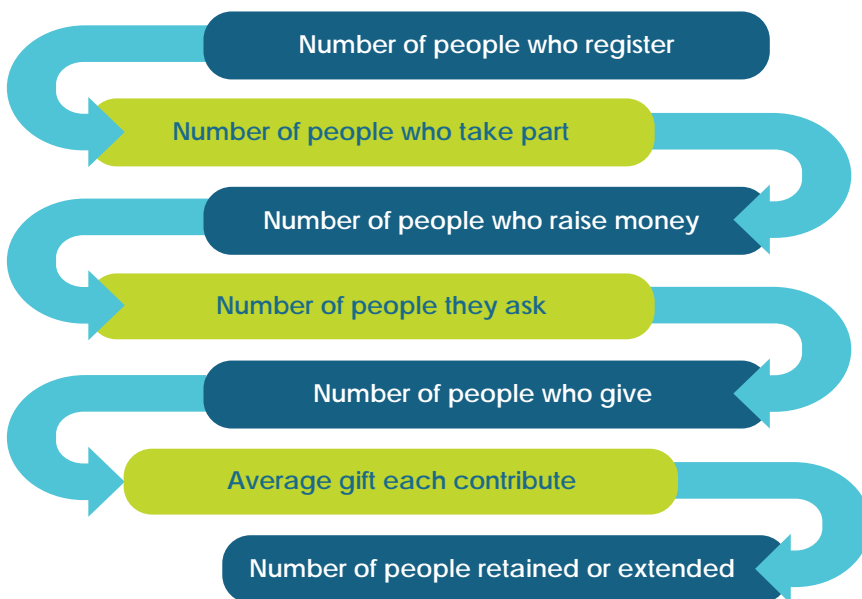 Number of people who register
Number of people who take part
Number of people who raise money
Number of people they ask
Number of people who give
Average gift each contribute
Number of people retained or extended